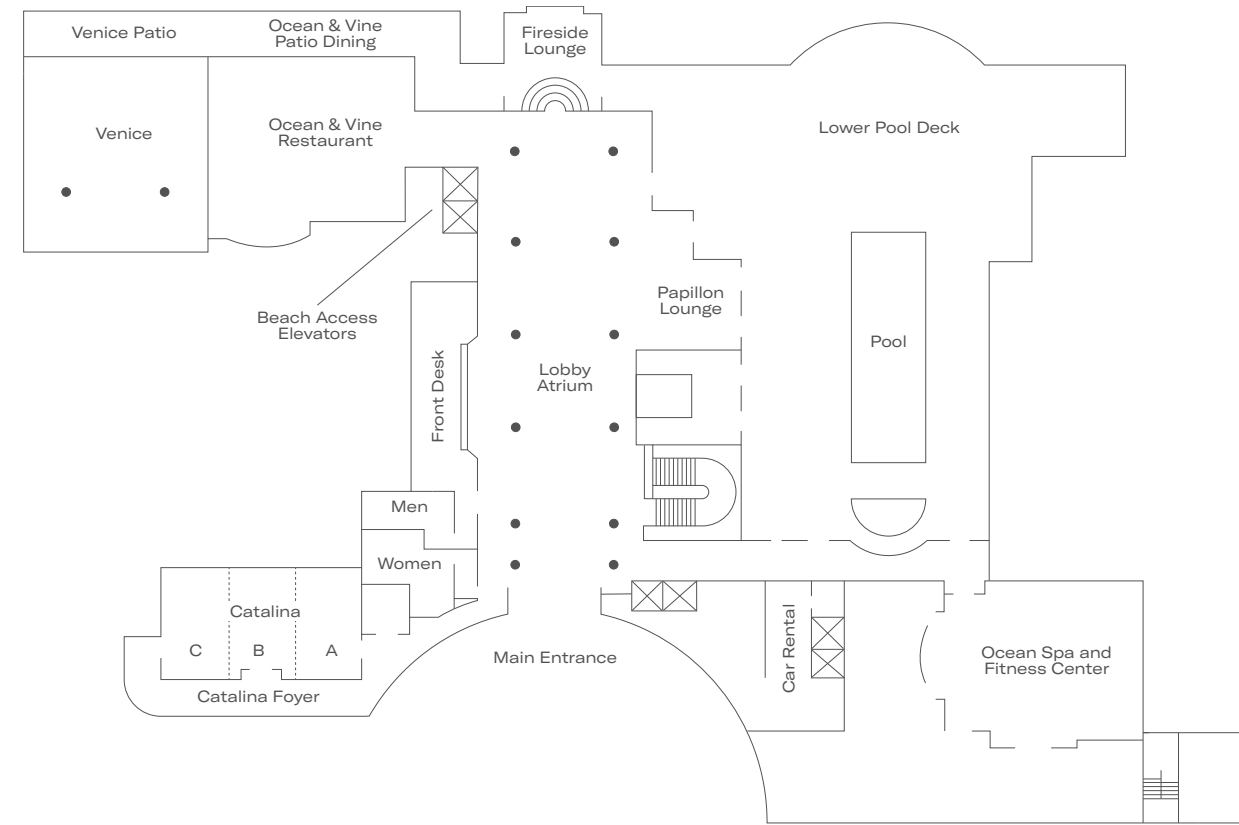 Venice Patio
Ocean & Vine
Patio Dining
Fireside
Lounge
Venice
Ocean & Vine
Restaurant
Lower Pool Deck
Beach Access
Elevators
Papillon
Lounge
Pool
Front Desk
Lobby
Atrium
Men
Women
Catalina
C
B
A
Catalina Foyer
Main Entrance
Car Rental
Ocean Spa and
Fitness Center